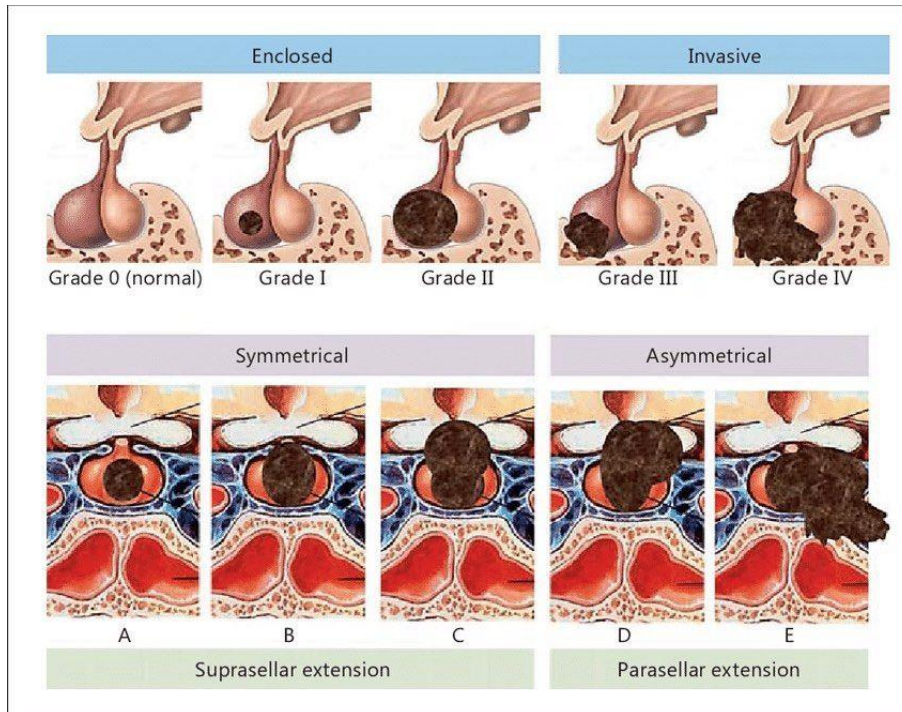 Enclosed
Invasive
Grade 0 (normal)
Grade I
Grade II
Grade III
Grade IV
Symmetrical
Asymmetrical
A
B
C
D
E
Suprasellar extension
Parasellar extension